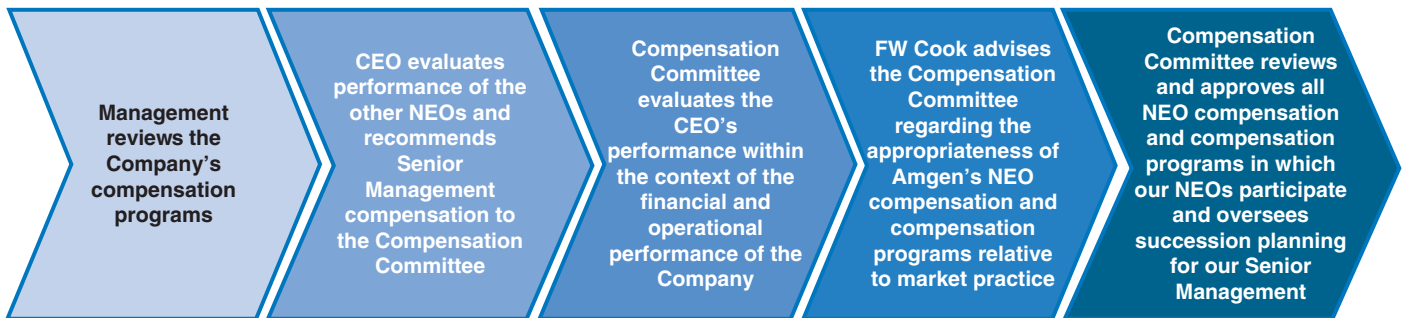 Management
reviews the
Company’s
compensation
programs
CEO evaluates
performance of the
other NEOs and
recommends
Senior
Management
compensation to
the Compensation
Committee
Compensation
Committee
evaluates the
CEO’s
performance within
the context of the
financial and
operational
performance of the
Company
FW Cook advises
the Compensation
Committee
regarding the
appropriateness of
Amgen’s NEO
compensation and
compensation
programs relative
to market practice
Compensation
Committee reviews
and approves all
NEO compensation
and compensation
programs in which
our NEOs participate
and oversees
succession planning
for our Senior
Management